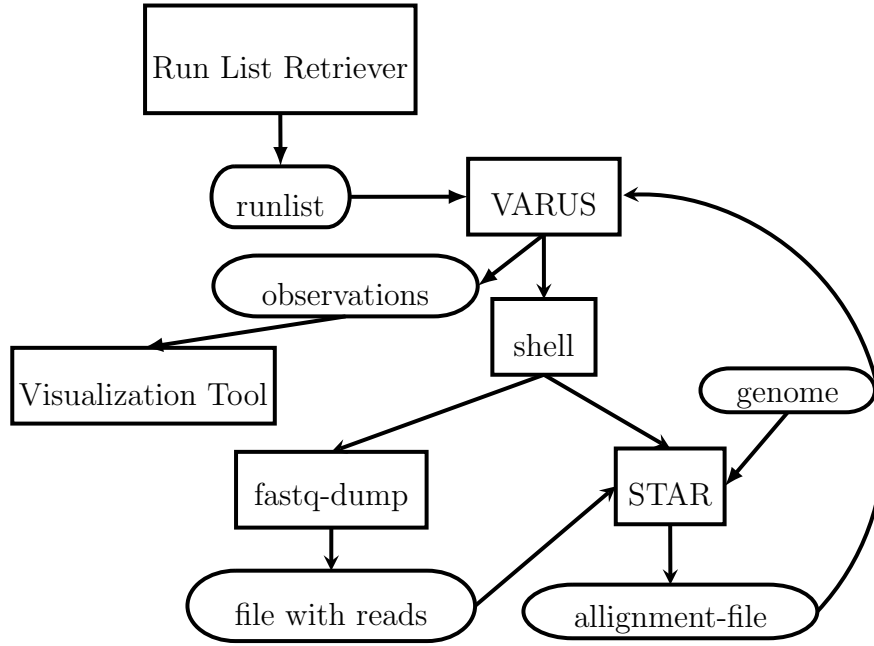 Run List Retriever
runlist
VARUS
observations
shell
Visualization Tool
genome
fastq-dump
STAR
file with reads
allignment-file